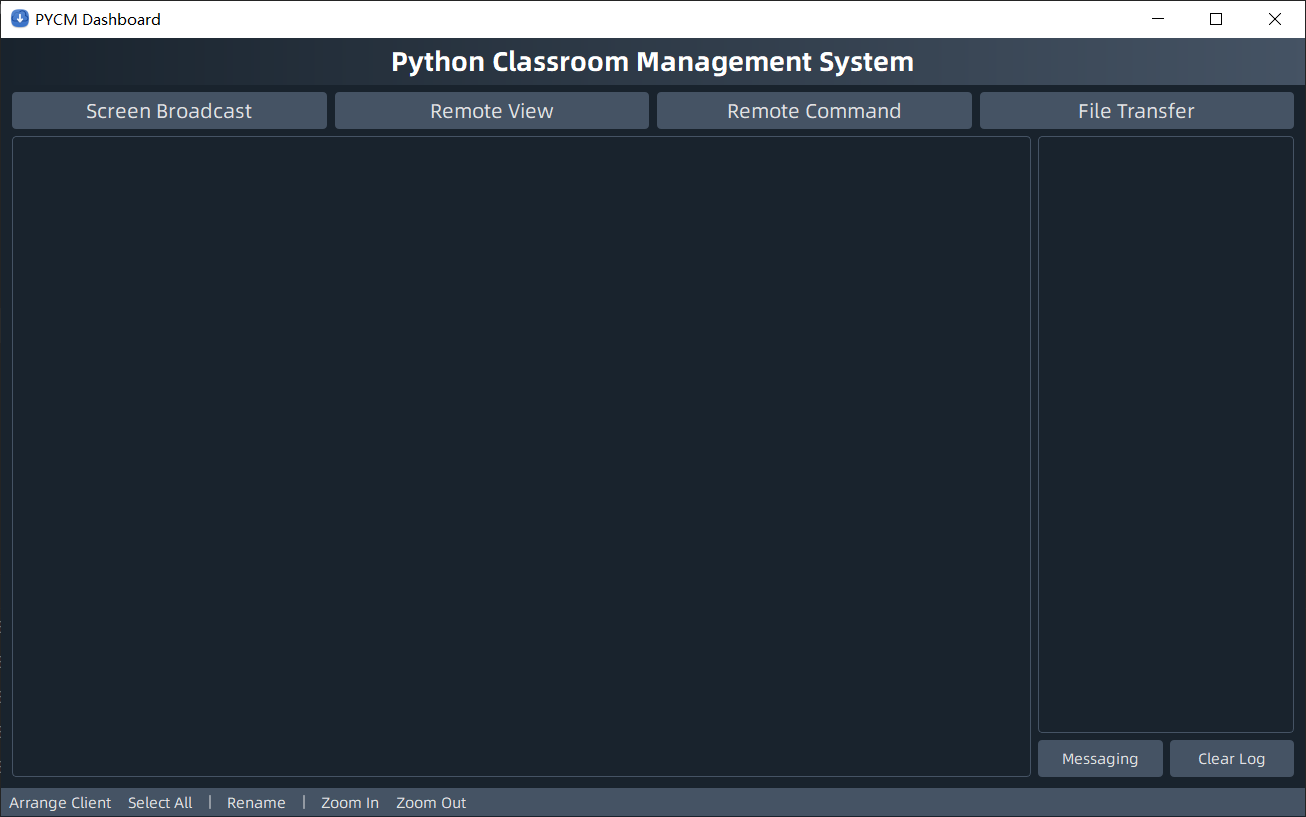 PYCM Dashboard
Python Classroom Management System
Screen Broadcast Remote View Remote Command File Transfer
Messaging Clear Log
Arrange Client Select All | Rename | Zoom In Zoom Out